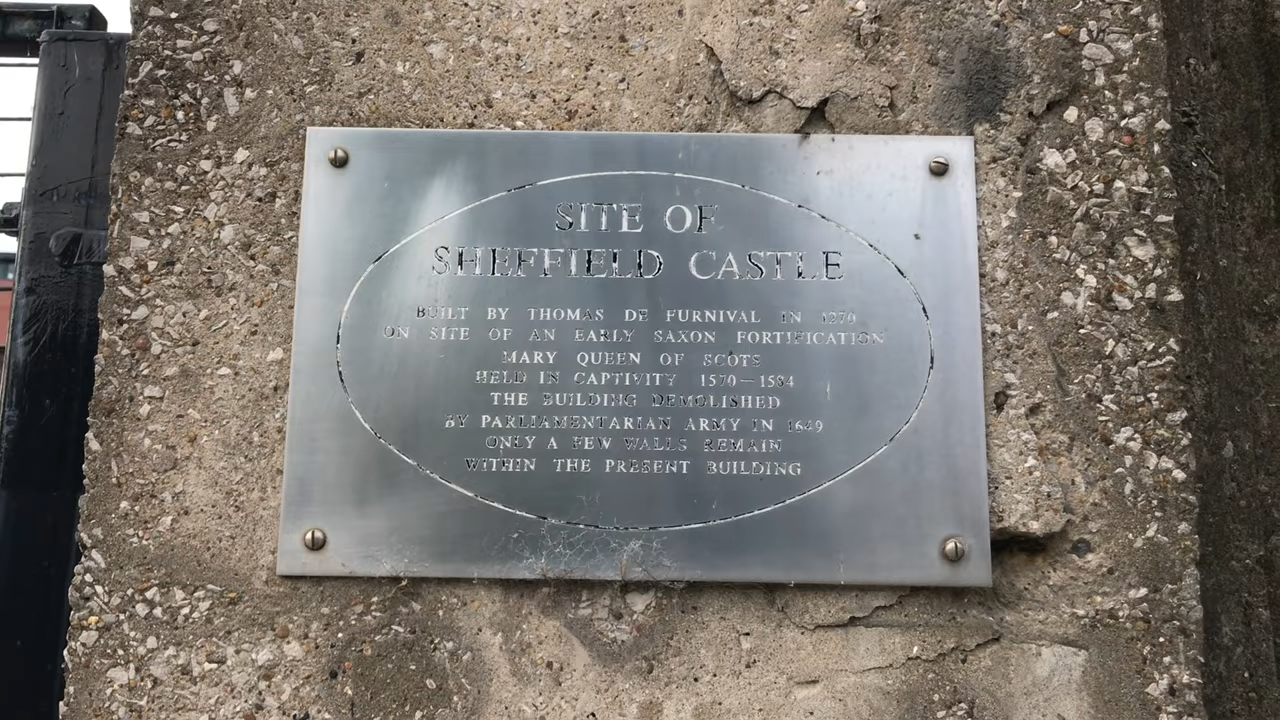 SITE OF
SHEFFIELD CASTLE
BUILT BY THOMAS DE FURNIVAL IN 1270
ON SITE OF AN EARLY SAXON FORTIFICATION
MARY QUEEN OF SCOTS
HELD IN CAPTIVITY 1570—1584
THE BUILDING DEMOLISHED
BY PARLIAMENTARIAN ARMY IN 1649
ONLY A FEW WALLS REMAIN
WITHIN THE PRESENT BUILDING